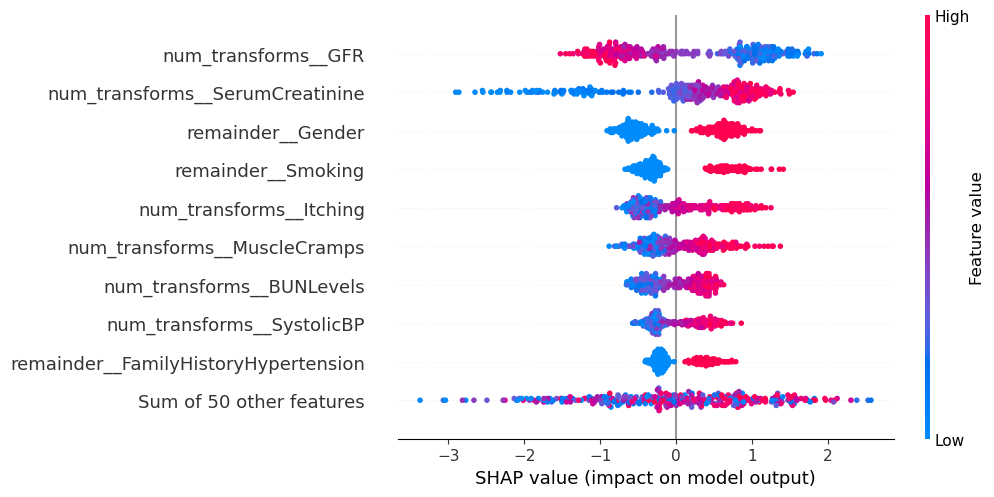 High
num_transforms__GFR
num_transforms__SerumCreatinine
remainder__Gender
remainder__Smoking
num_transforms__Itching
num_transforms__MuscleCramps
num_transforms__BUNLevels
num_transforms__SystolicBP
remainder__FamilyHistoryHypertension
Sum of 50 other features
Feature value
Low
−3 −2 −1 0 1 2
SHAP value (impact on model output)